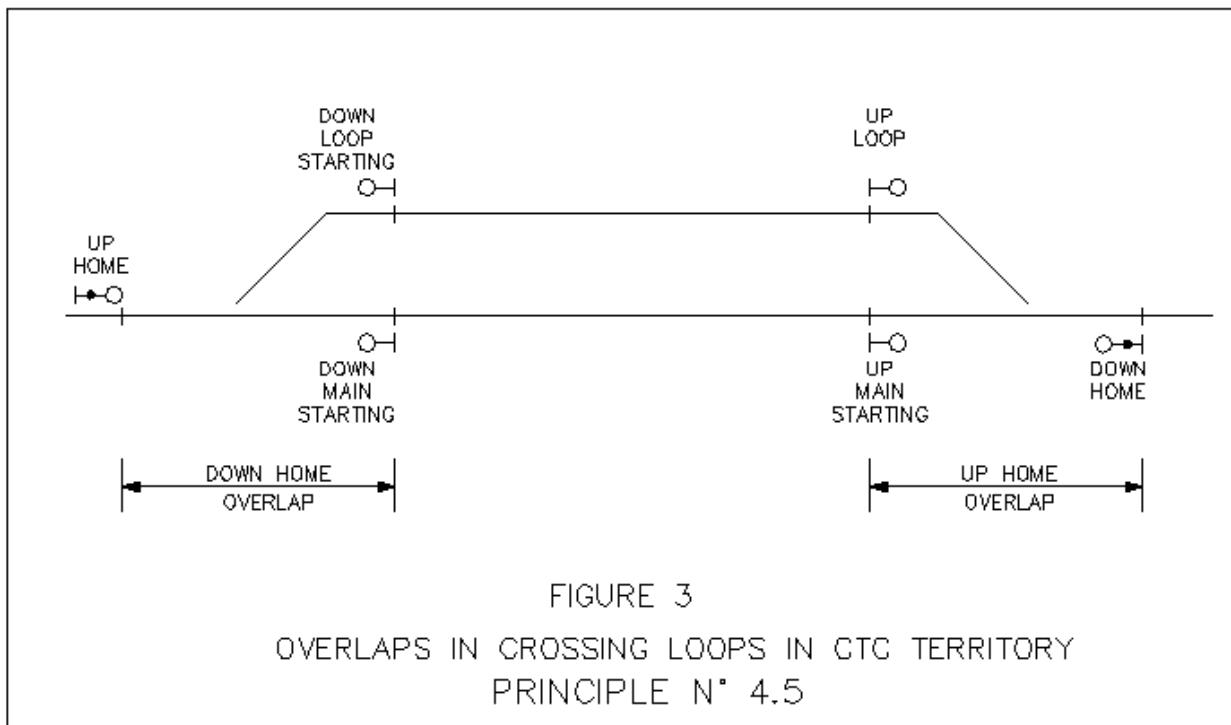 DOWN
LOOP
STARTING
UP
LOOP
UP
HOME
DOWN
MAIN
STARTING
UP
MAIN
STARTING
DOWN
HOME
DOWN HOME
OVERLAP
UP HOME
OVERLAP
FIGURE 3
OVERLAPS IN CROSSING LOOPS IN CTC TERRITORY
PRINCIPLE N° 4.5